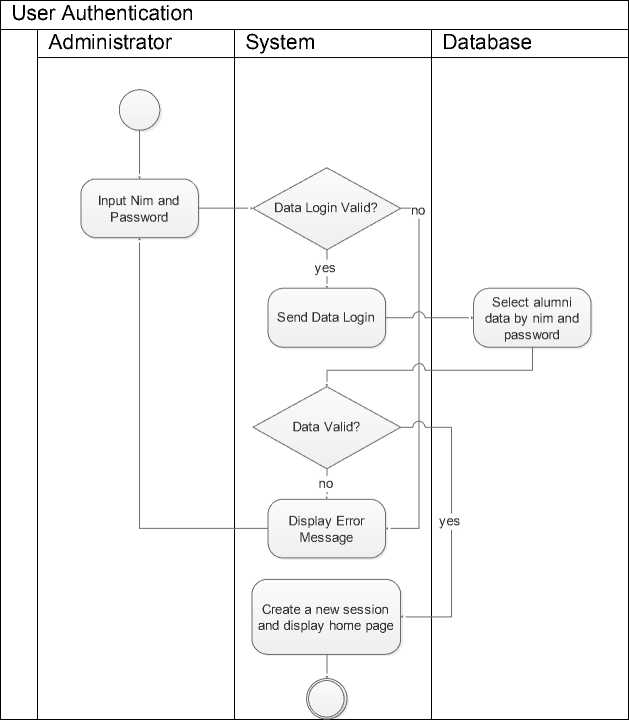 User Authentication
Administrator
System
Database
Input Nim and
Password
Data Login Valid?
no
yes
Send Data Login
Select alumni
data by nim and
password
Data Valid?
no
yes
Display Error
Message
Create a new session
and display home page